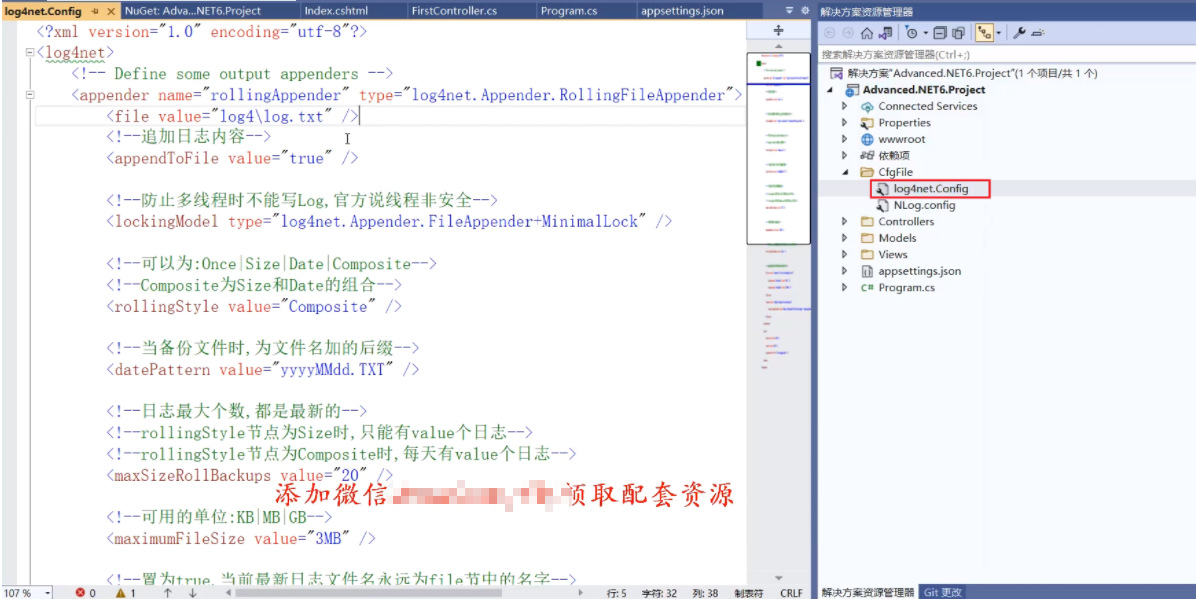 log4net.Config
NuGet: Adva...NET6.Project
Index.cshtml
FirstController.cs
Program.cs
appsettings.json
<?xml version="1.0" encoding="utf-8"?>
<log4net>
<!-- Define some output appenders -->
<appender name="rollingAppender" type="log4net.Appender.RollingFileAppender">
<file value="log4\log.txt" />
<!--追加日志内容-->
<appendToFile value="true" />
<!--防止多线程时不能写Log,官方说线程非安全-->
<lockingModel type="log4net.Appender.FileAppender+MinimalLock" />
<!--可以为:Once|Size|Date|Composite-->
<!--Composite为Size和Date的组合-->
<rollingStyle value="Composite" />
<!--当备份文件时,为文件名加的后缀-->
<datePattern value="yyyyMMdd.TXT" />
<!--日志最大个数,都是最新的-->
<!--rollingStyle节点为Size时,只能有value个日志-->
<!--rollingStyle节点为Composite时,每天有value个日志-->
<maxSizeRollBackups value="20" />
添加微信
领取配套资源
<!--可用的单位:KB|MB|GB-->
<maximumFileSize value="3MB" />
<!--置为true,当前最新日志文件名永远为file节中的名字-->
107 %
0
1
行: 5
字符: 32
列: 38
制表符
CRLF
解决方案资源管理器
搜索解决方案资源管理器(Ctrl+;)
解决方案"Advanced.NET6.Project"(1 个项目/共 1 个)
Advanced.NET6.Project
Connected Services
Properties
wwwroot
依赖项
CfgFile
log4net.Config
NLog.config
Controllers
Models
Views
appsettings.json
C# Program.cs
解决方案资源管理器
Git 更改